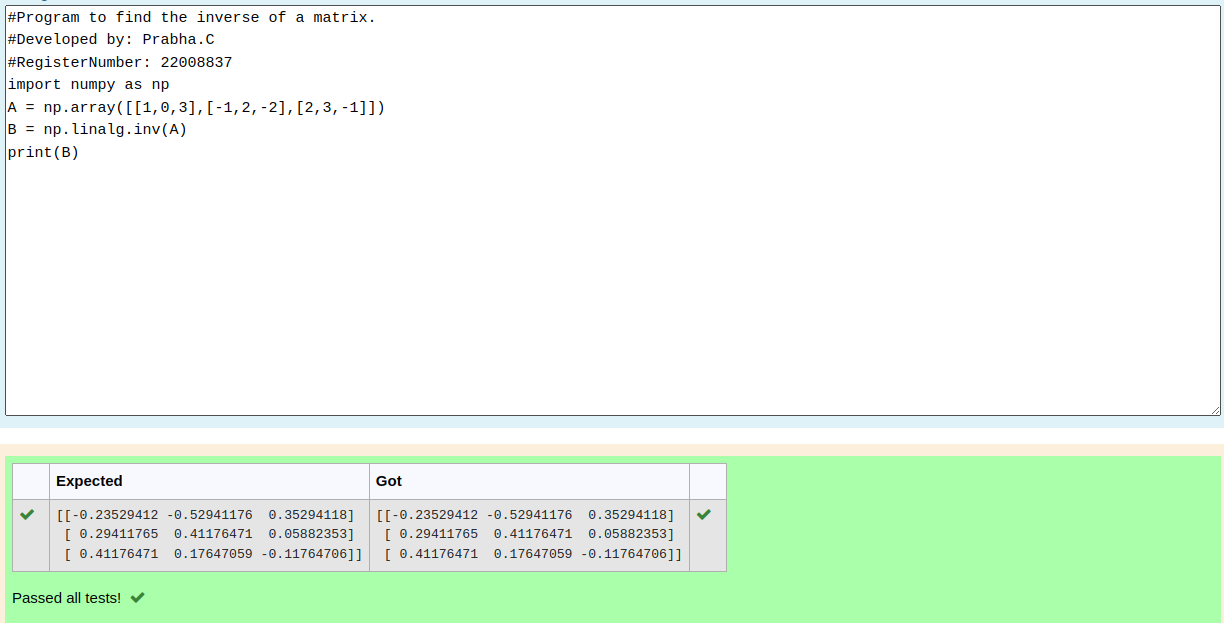 #Program to find the inverse of a matrix.
#Developed by: Prabha.C
#RegisterNumber: 22008837
import numpy as np
A = np.array([[1,0,3],[-1,2,-2],[2,3,-1]])
B = np.linalg.inv(A)
print(B)
Expected Got
[[-0.23529412 -0.52941176  0.35294118] [[-0.23529412 -0.52941176  0.35294118]
[ 0.29411765  0.41176471  0.05882353] [ 0.29411765  0.41176471  0.05882353]
[ 0.41176471  0.17647059 -0.11764706]] [ 0.41176471  0.17647059 -0.11764706]]
Passed all tests!